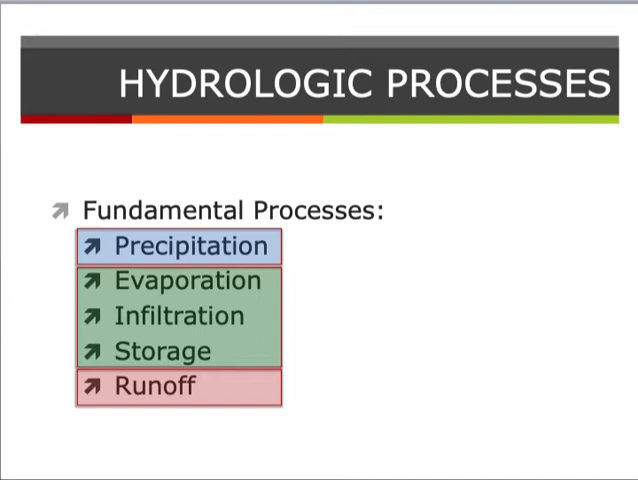 HYDROLOGIC PROCESSES
Fundamental Processes:
Precipitation
Evaporation
Infiltration
Storage
Runoff